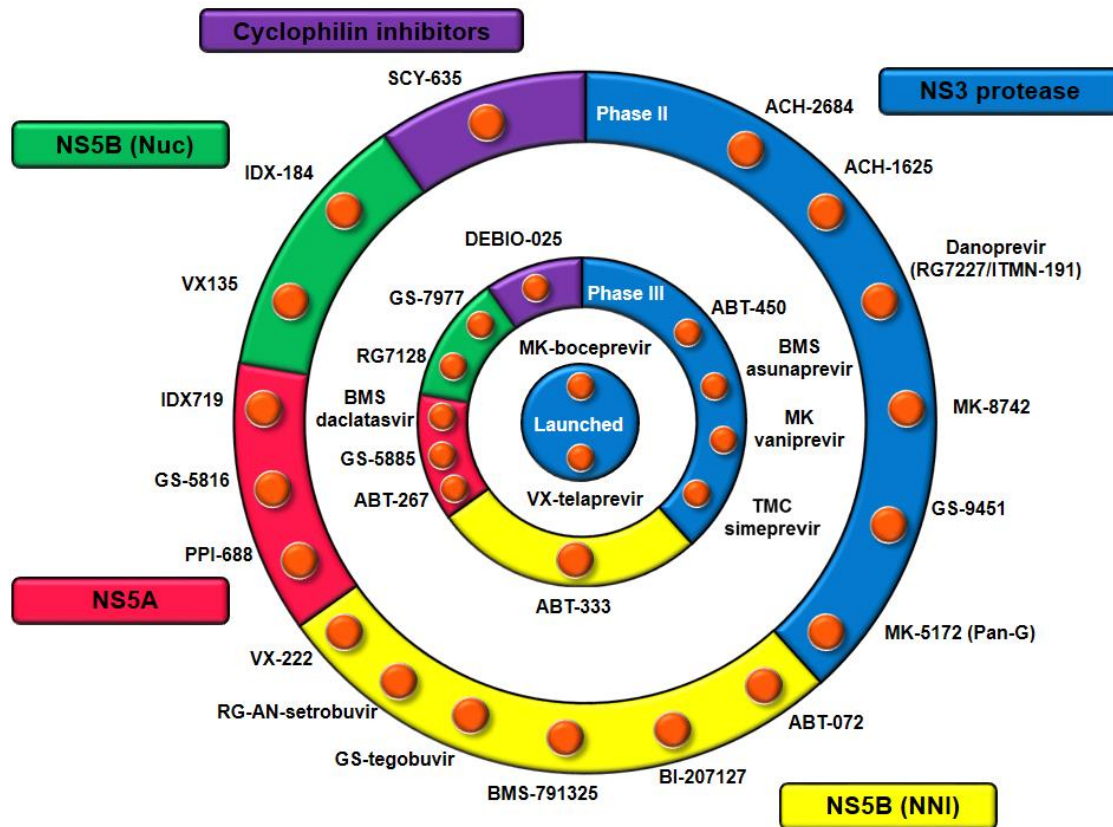 Cyclophilin inhibitors
SCY-635
Phase II
ACH-2684
NS3 protease
NS5B (Nuc)
IDX-184
ACH-1625
DEBIO-025
Danoprevir
(RG7227/ITMN-191)
VX135
GS-7977
Phase III
ABT-450
RG7128
MK-boceprevir
BMS
asunaprevir
IDX719
BMS
daclatasvir
Launched
MK
vaniprevir
MK-8742
GS-5816
GS-5885
ABT-267
VX-telaprevir
TMC
simeprevir
GS-9451
PPI-688
NS5A
ABT-333
MK-5172 (Pan-G)
VX-222
RG-AN-setrobuvir
ABT-072
GS-tegobuvir
BI-207127
BMS-791325
NS5B (NNI)